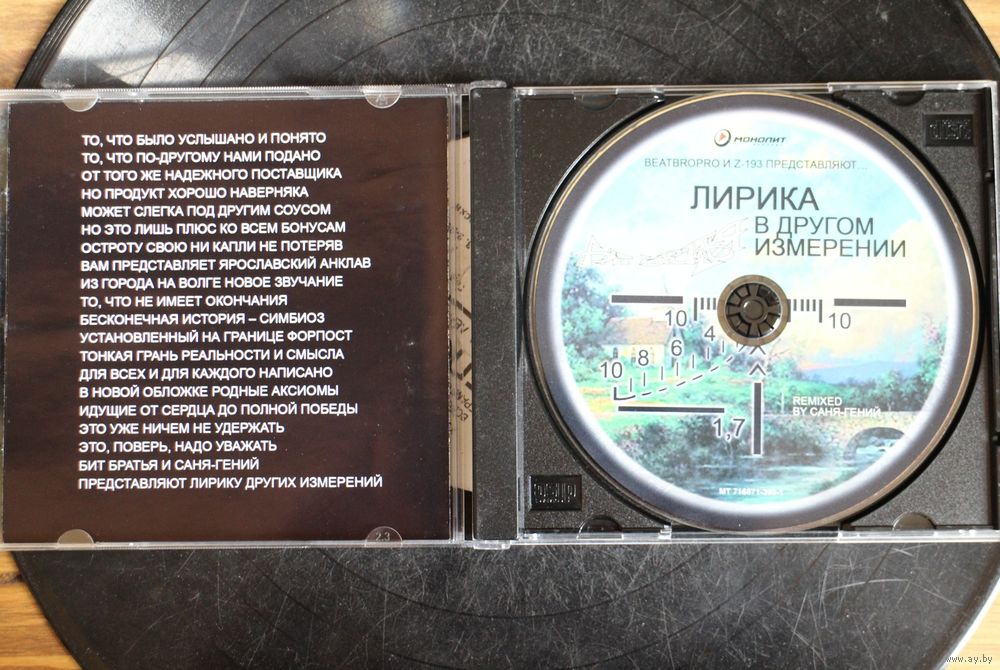 ТО, ЧТО БЫЛО УСЛЫШАНО И ПОНЯТО
ТО, ЧТО ПО-ДРУГОМУ НАМИ ПОДАНО
ОТ ТОГО ЖЕ НАДЕЖНОГО ПОСТАВЩИКА
НО ПРОДУКТ ХОРОШО НАВЕРНЯКА
МОЖЕТ СЛЕГКА ПОД ДРУГИМ СОУСОМ
НО ЭТО ЛИШЬ ПЛЮС КО ВСЕМ БОНУСАМ
ОСТРОТУ СВОЮ НИ КАПЛИ НЕ ПОТЕРЯВ
ВАМ ПРЕДСТАВЛЯЕТ ЯРОСЛАВСКИЙ АНКЛАВ
ИЗ ГОРОДА НА ВОЛГЕ НОВОЕ ЗВУЧАНИЕ
ТО, ЧТО НЕ ИМЕЕТ ОКОНЧАНИЯ
БЕСКОНЕЧНАЯ ИСТОРИЯ – СИМБИОЗ
УСТАНОВЛЕННЫЙ НА ГРАНИЦЕ ФОРПОСТ
ТОНКАЯ ГРАНЬ РЕАЛЬНОСТИ И СМЫСЛА
ДЛЯ ВСЕХ И ДЛЯ КАЖДОГО НАПИСАНО
В НОВОЙ ОБЛОЖКЕ РОДНЫЕ АКСИОМЫ
ИДУЩИЕ ОТ СЕРДЦА ДО ПОЛНОЙ ПОБЕДЫ
ЭТО УЖЕ НИЧЕМ НЕ УДЕРЖАТЬ
ЭТО, ПОВЕРЬ, НАДО УВАЖАТЬ
БИТ БРАТЬЯ И САНЯ-ГЕНИЙ
ПРЕДСТАВЛЯЮТ ЛИРИКУ ДРУГИХ ИЗМЕРЕНИЙ
2.3
МОНОЛИТ
BEATBROPRO И Z-193 ПРЕДСТАВЛЯЮТ...
ЛИРИКА
В ДРУГОМ
ИЗМЕРЕНИИ
10 10
10 8 6 4
1,7
REMIXED
BY САНЯ-ГЕНИЙ
www.ay.by